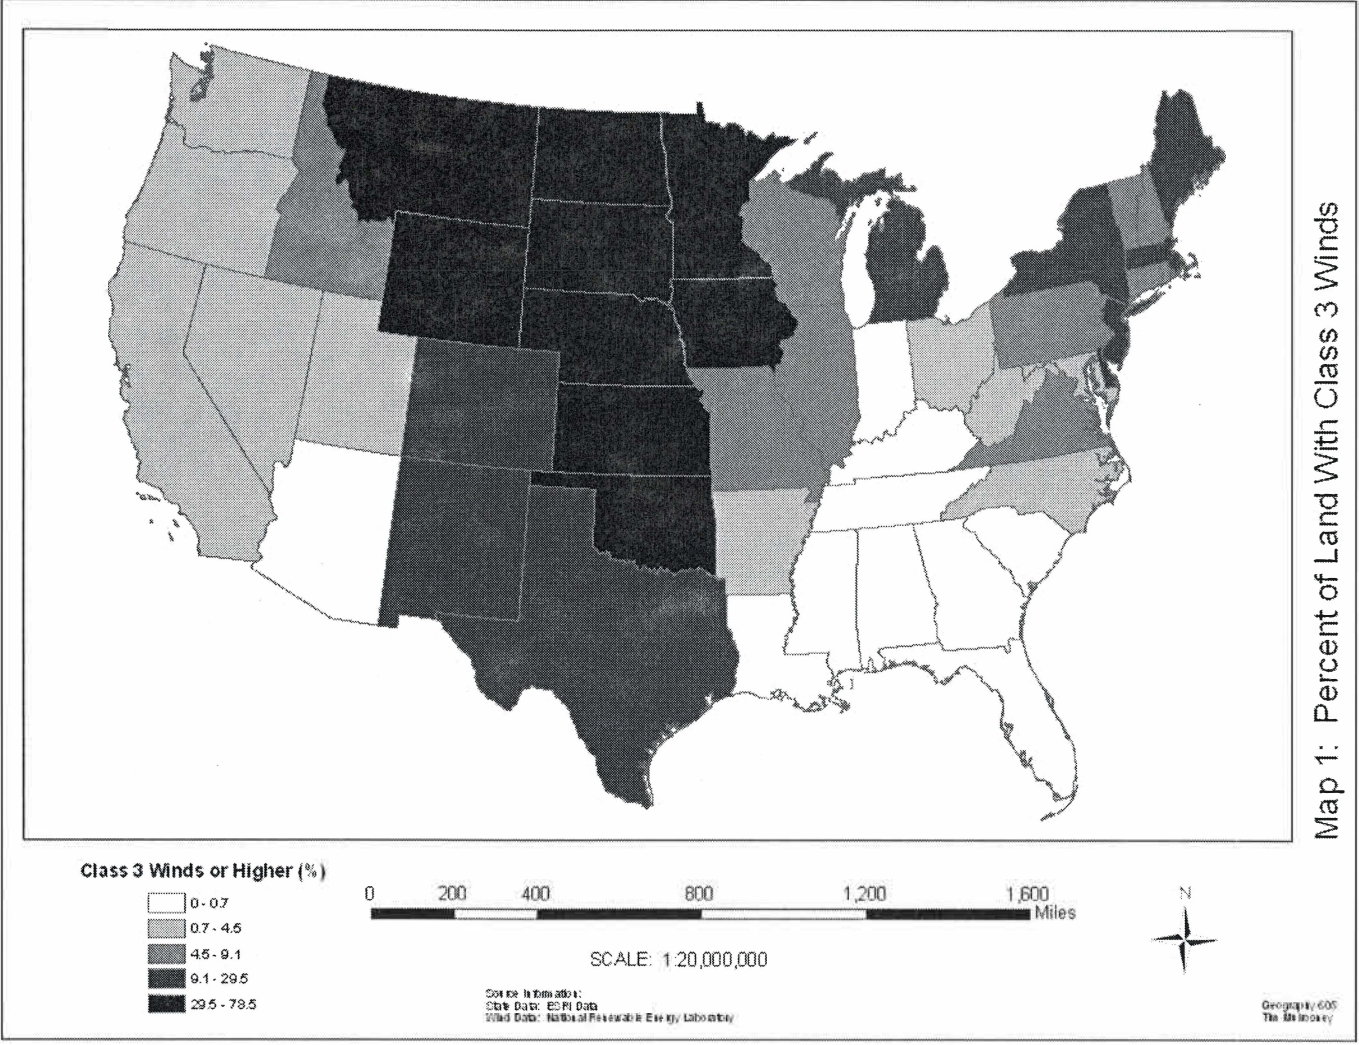 Map 1: Percent of Land With Class 3 Winds
Class 3 Winds or Higher (%)
0 - 0.7
0.7 - 4.5
4.5 - 9.1
9.1 - 29.5
29.5 - 78.5
0 200 400 800 1,200 1,600
Miles
SCALE: 1:20,000,000
N
Source Information:
State Data: ESRI Data
Wind Data: National Renewable Energy Laboratory
Geography 605
Tim